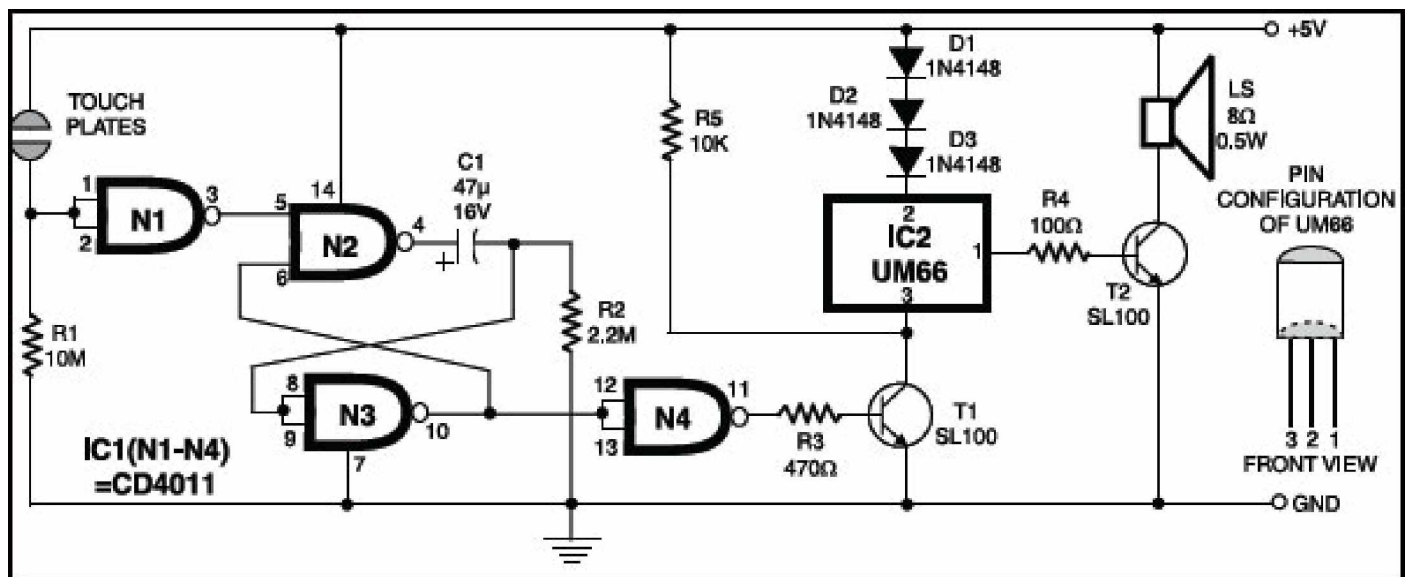 +5V
TOUCH
PLATES
D1
1N4148
D2
1N4148
D3
1N4148
R5
10K
LS
8Ω
0.5W
C1
47µ
16V
+
1
2
N1
3
5
14
N2
4
6
2
IC2
UM66
1
3
R4
100Ω
T2
SL100
PIN
CONFIGURATION
OF UM66
R1
10M
R2
2.2M
8
9
N3
10
7
12
13
N4
11
R3
470Ω
T1
SL100
3 2 1
FRONT VIEW
IC1(N1-N4)
=CD4011
GND